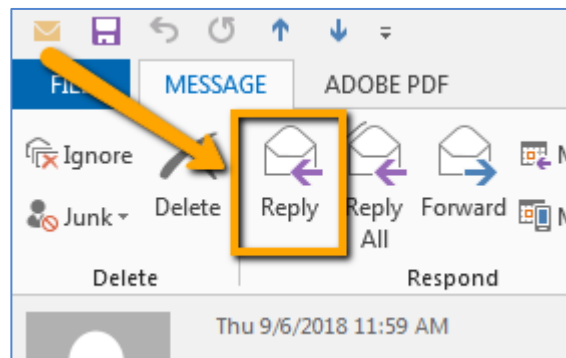 MESSAGE ADOBE PDF
Ignore
Junk Delete Reply Reply All Forward
Delete Respond
Thu 9/6/2018 11:59 AM